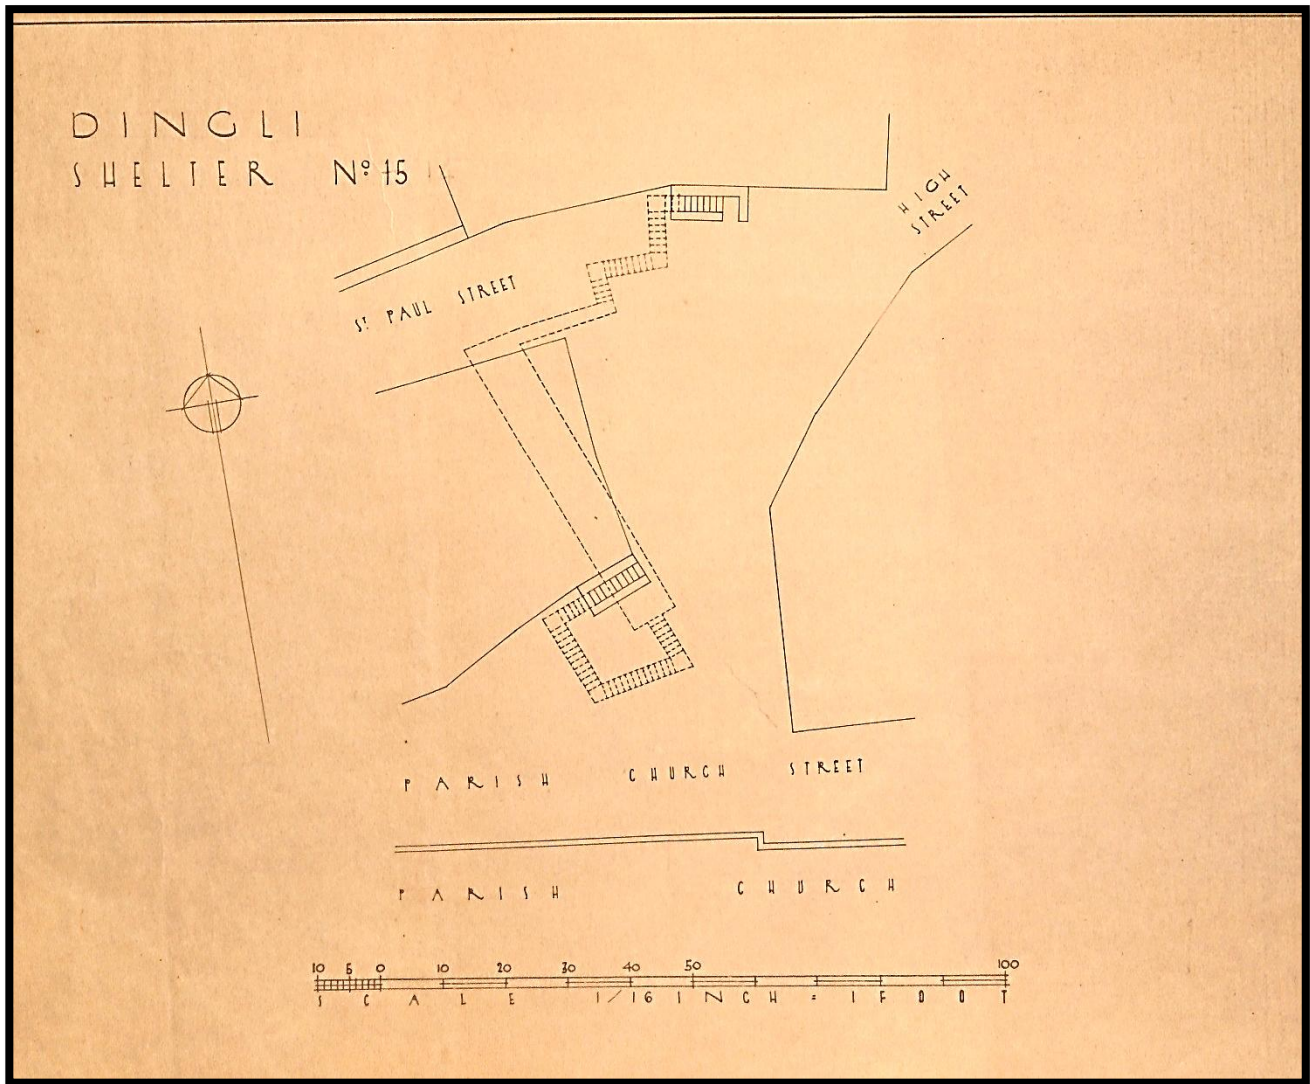 DINGLI
SHELTER Nº 15
HIGH
STREET
ST. PAUL STREET
PARISH CHURCH STREET
PARISH CHURCH
10 5 0 10 20 30 40 50 100
SCALE 1/16 INCH = 1 FOOT